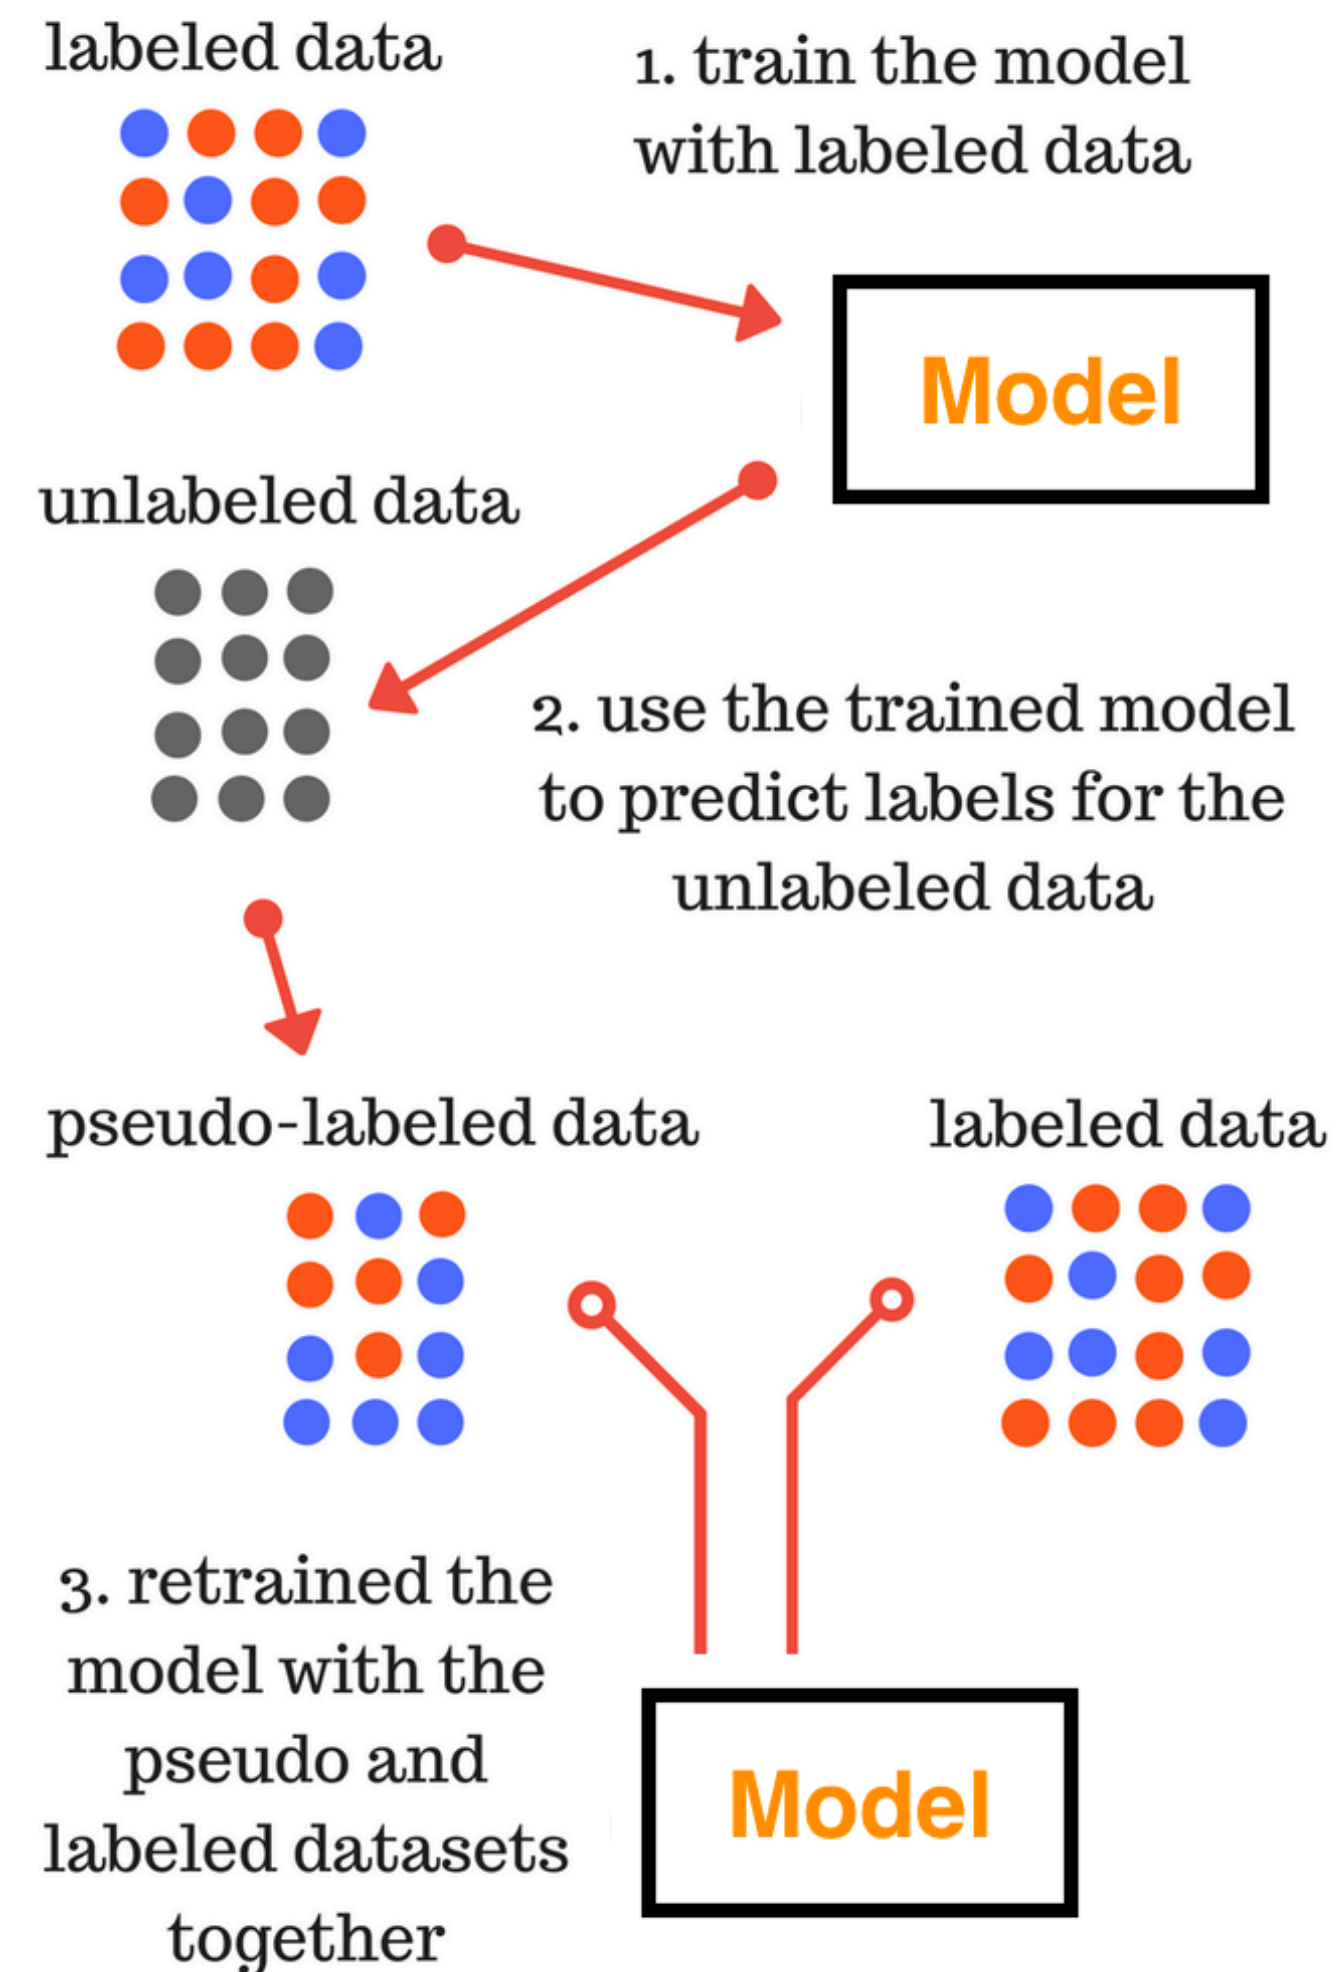 labeled data
1. train the model
with labeled data
Model
unlabeled data
2. use the trained model
to predict labels for the
unlabeled data
pseudo-labeled data
labeled data
3. retrained the
model with the
pseudo and
labeled datasets
together
Model